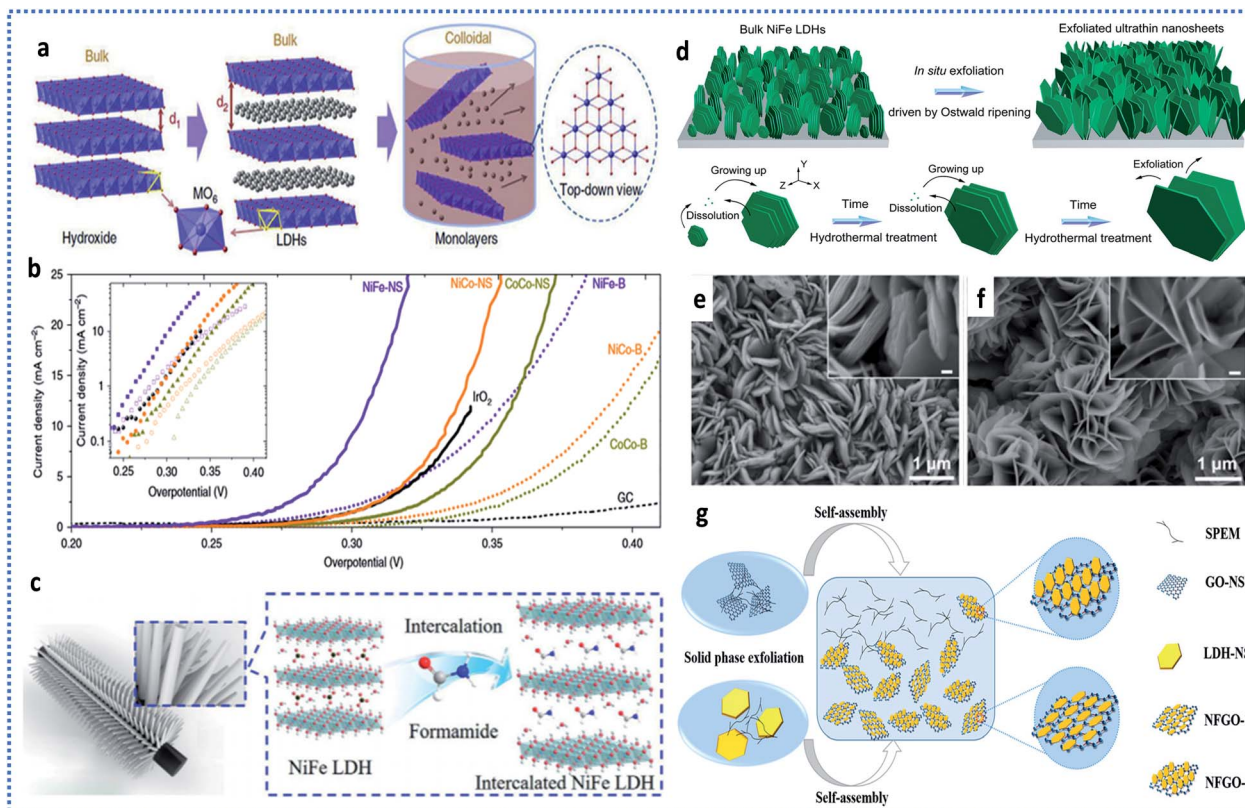 a
Bulk
Bulk
Colloidal
d1
d2
MO6
Hydroxide
LDHs
Monolayers
Top-down view
b
Current density (mA cm−2)
25
20
15
10
5
0
0.20
0.25
0.30
0.35
0.40
Overpotential (V)
NiFe-NS
NiCo-NS
CoCo-NS
NiFe-B
NiCo-B
IrO2
CoCo-B
GC
Current density (mA cm−2)
10
1
0.1
0.25
0.30
0.35
0.40
Overpotential (V)
c
Intercalation
Formamide
NiFe LDH
Intercalated NiFe LDH
d
Bulk NiFe LDHs
Exfoliated ultrathin nanosheets
In situ exfoliation
driven by Ostwald ripening
Growing up
Y
Z
X
Dissolution
Time
Hydrothermal treatment
Growing up
Dissolution
Time
Hydrothermal treatment
Exfoliation
e
1 μm
f
1 μm
g
Self-assembly
Solid phase exfoliation
Self-assembly
SPEM
GO-NS
LDH-NS
NFGO-
NFGO-